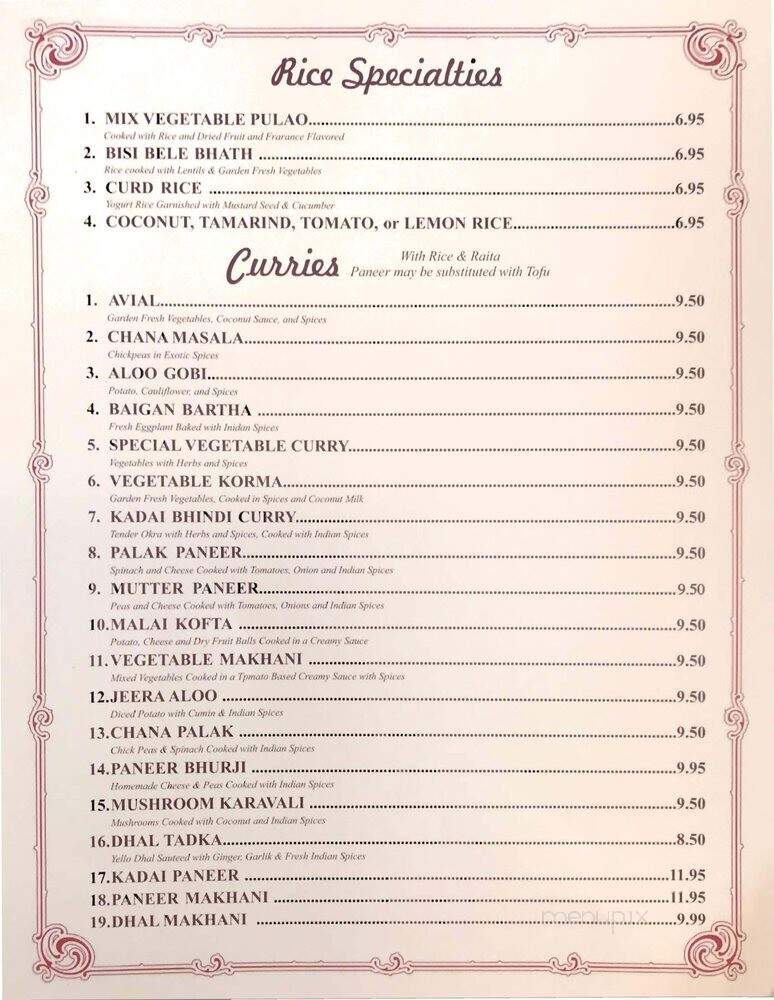 Rice Specialties
1. MIX VEGETABLE PULAO.....6.95
Cooked with Rice and Dried Fruit and Frarance Flavored
2. BISI BELE BHATH .....6.95
Rice cooked with Lentils & Garden Fresh Vegetables
3. CURD RICE .....6.95
Yogurt Rice Garnished with Mustard Seed & Cucumber
4. COCONUT, TAMARIND, TOMATO, or LEMON RICE.....6.95
Curries
With Rice & Raita
Paneer may be substituted with Tofu
1. AVIAL.....9.50
Garden Fresh Vegetables, Coconut Sauce, and Spices
2. CHANA MASALA.....9.50
Chickpeas in Exotic Spices
3. ALOO GOBI.....9.50
Potato, Cauliflower, and Spices
4. BAIGAN BARTHA .....9.50
Fresh Eggplant Baked with Inidan Spices
5. SPECIAL VEGETABLE CURRY.....9.50
Vegetables with Herbs and Spices
6. VEGETABLE KORMA.....9.50
Garden Fresh Vegetables, Cooked in Spices and Coconut Milk
7. KADAI BHINDI CURRY.....9.50
Tender Okra with Herbs and Spices, Cooked with Indian Spices
8. PALAK PANEER.....9.50
Spinach and Cheese Cooked with Tomatoes, Onion and Indian Spices
9. MUTTER PANEER.....9.50
Peas and Cheese Cooked with Tomatoes, Onions and Indian Spices
10.MALAI KOFTA .....9.50
Potato, Cheese and Dry Fruit Balls Cooked in a Creamy Sauce
11.VEGETABLE MAKHANI .....9.50
Mixed Vegetables Cooked in a Tpmato Based Creamy Sauce with Spices
12.JEERA ALOO .....9.50
Diced Potato with Cumin & Indian Spices
13.CHANA PALAK .....9.50
Chick Peas & Spinach Cooked with Indian Spices
14.PANEER BHURJI .....9.95
Homemade Cheese & Peas Cooked with Indian Spices
15.MUSHROOM KARAVALI .....9.50
Mushrooms Cooked with Coconut and Indian Spices
16.DHAL TADKA.....8.50
Yello Dhal Sauteed with Ginger, Garlik & Fresh Indian Spices
17.KADAI PANEER .....11.95
18.PANEER MAKHANI .....11.95
19.DHAL MAKHANI .....9.99
menupix